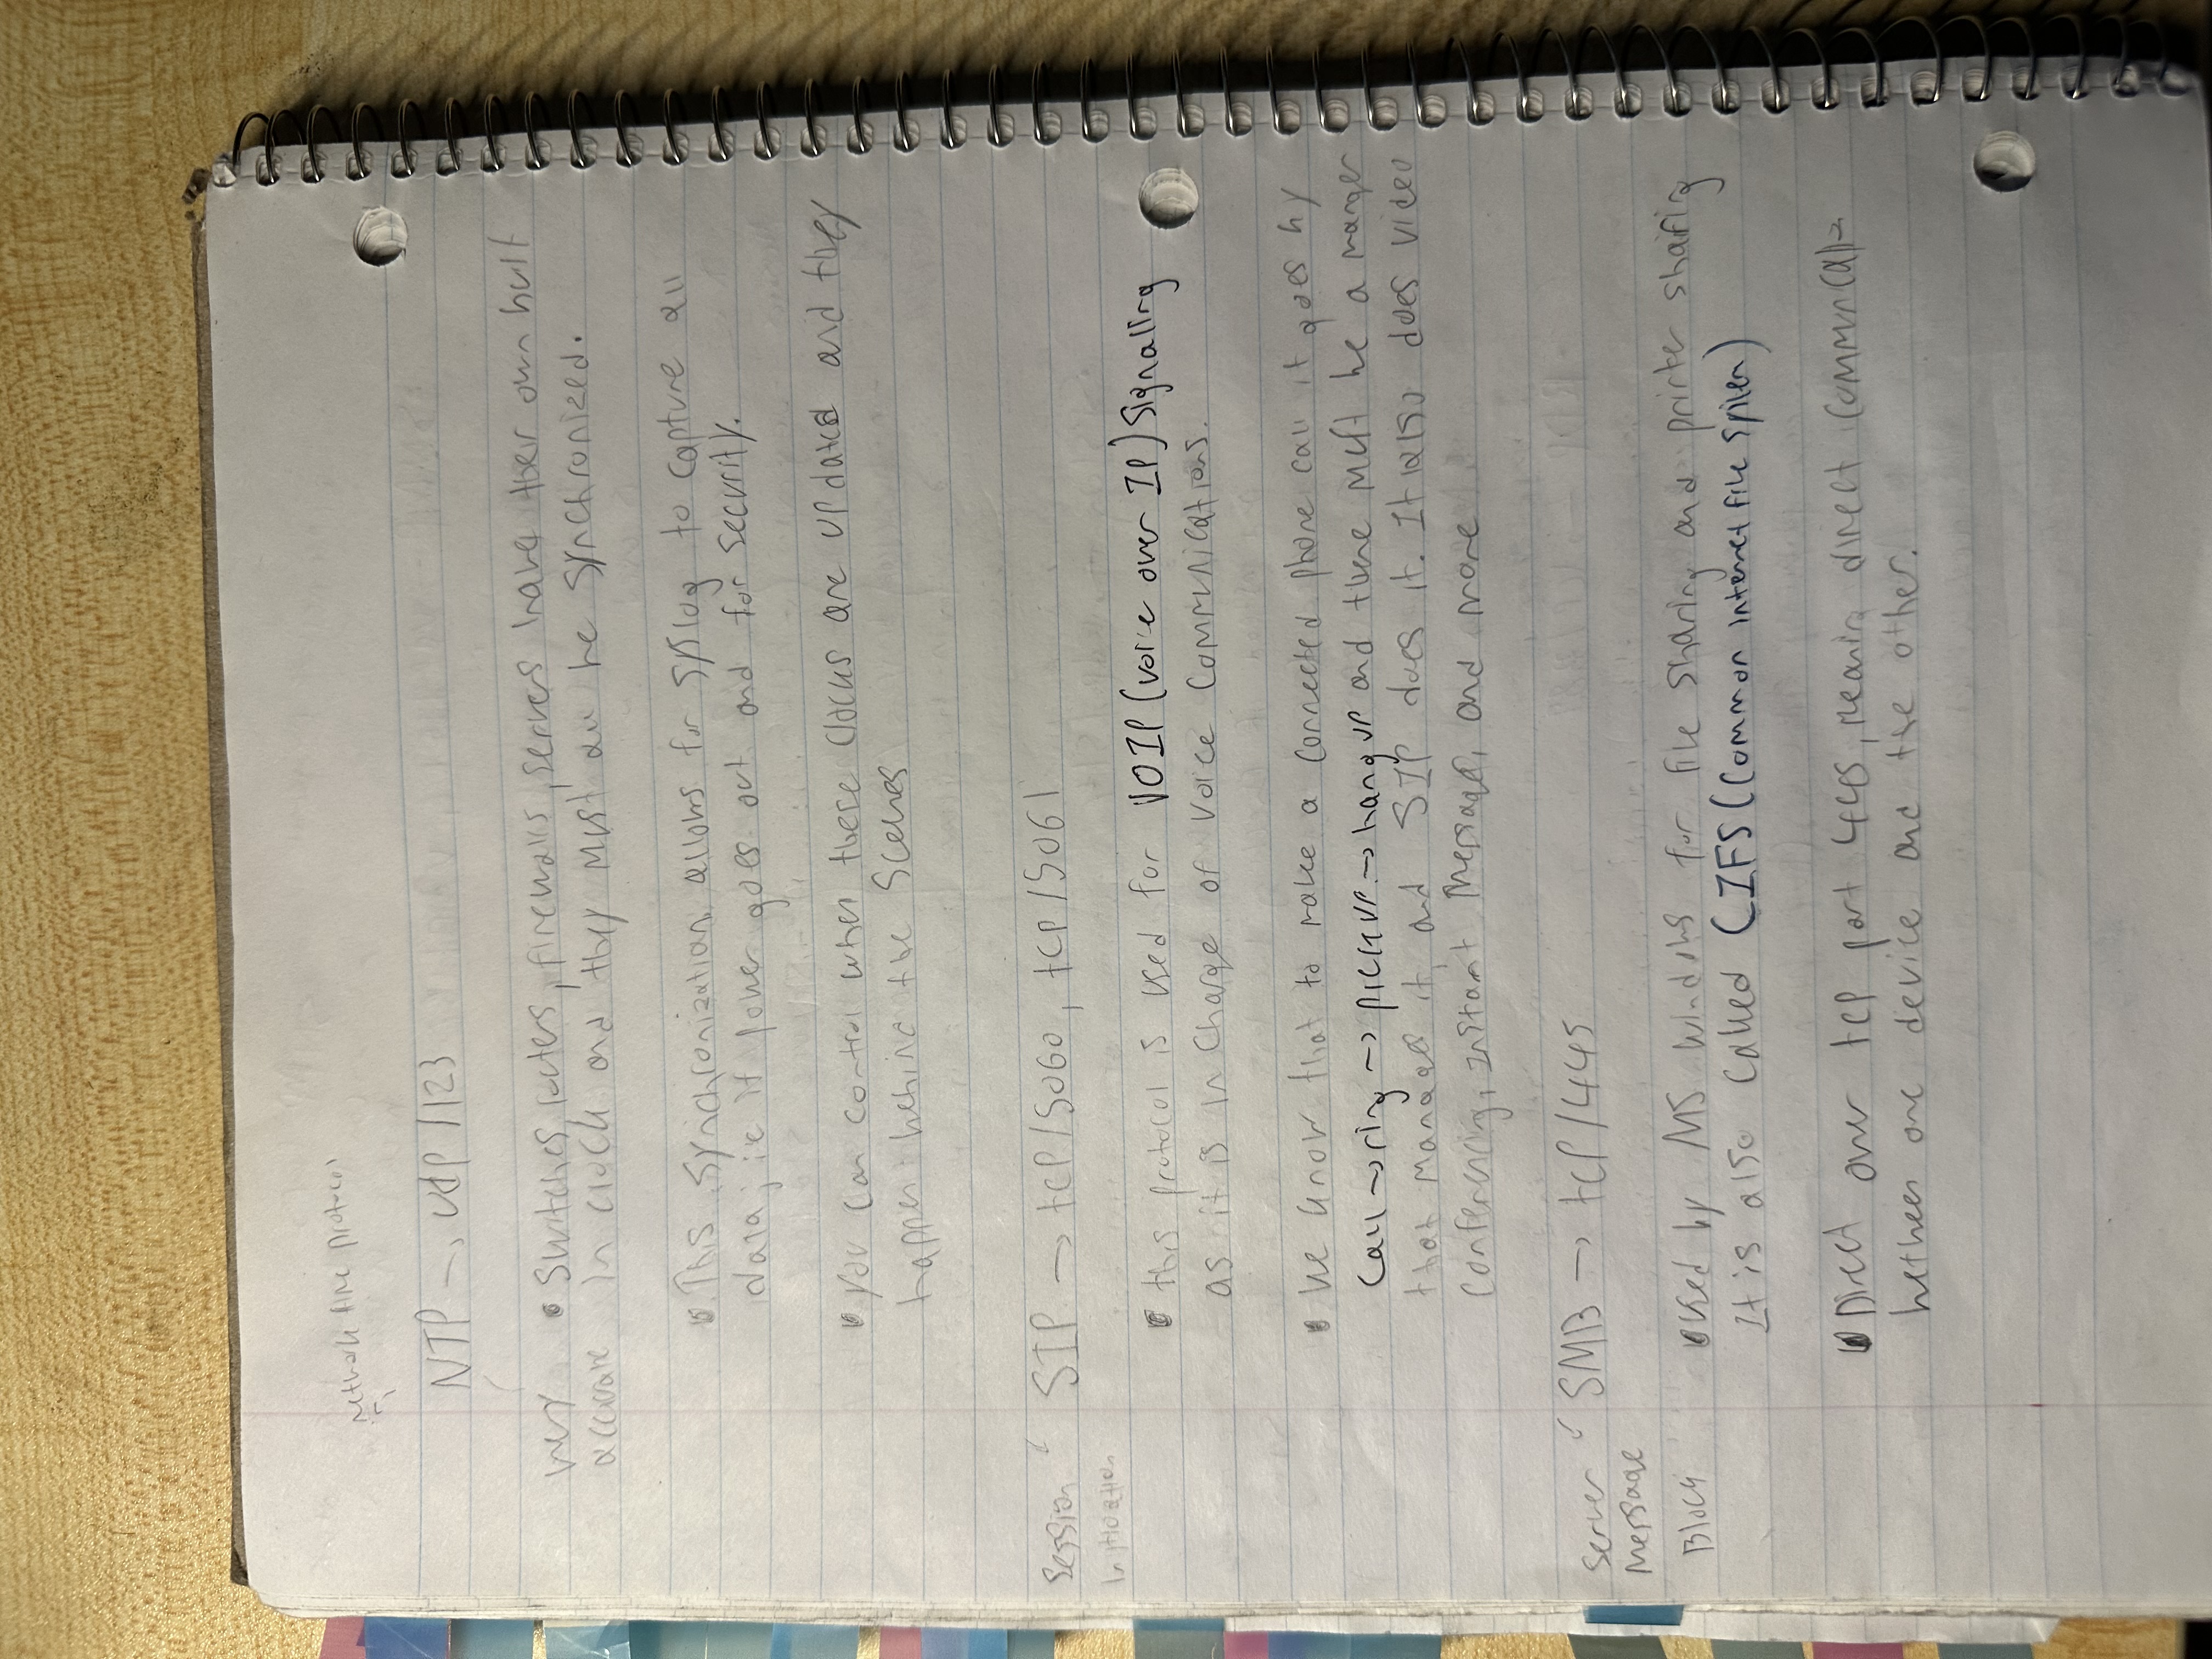 Network time protocol
NTP → udp/123
very
accurate
• Switches, routers, firewalls, servers have their own built
in clock and they must all be synchronized.
• This synchronization allows for syslog to capture all
data; ie if power goes out and for security.
• You can control when these clocks are updated and they
happen behind the scenes
Session
Initiation
SIP → tcp/5060, tcp/5061
• this protocol is used for VOIP (voice over IP) signaling
as it is in charge of voice communications.
• We know that to make a connected phone call it goes by
call → ring → pickup → hang up and there must be a manger
that manages it, and SIP does it. It also does video
conferencing, instant message, and more
Server
Message
Block
SMB → tcp/445
• Used by MS Windows for file sharing and printer sharing
It is also called CIFS (Common Internet File System)
• Direct over tcp port 445, meaning direct
between one device and the other.